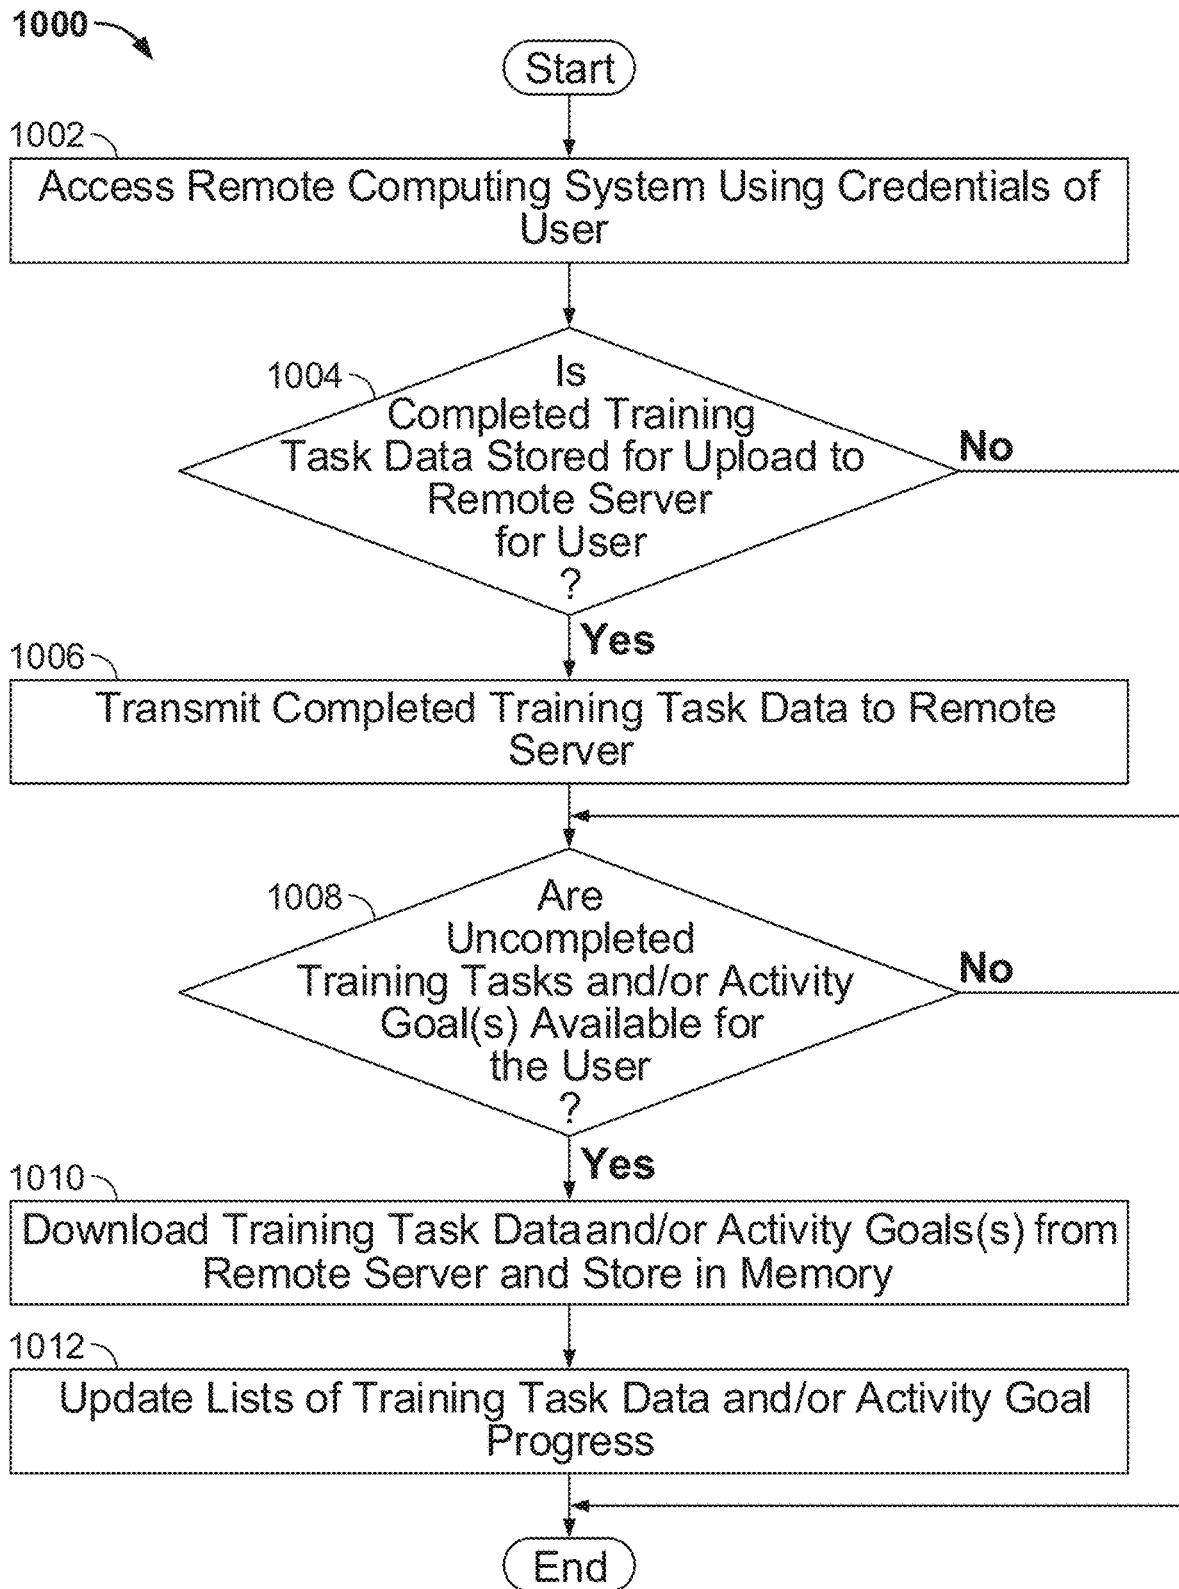 1000
Start
1002
Access Remote Computing System Using Credentials of
User
1004
Is
Completed Training
Task Data Stored for Upload to
Remote Server
for User
?
No
Yes
1006
Transmit Completed Training Task Data to Remote
Server
1008
Are
Uncompleted
Training Tasks and/or Activity
Goal(s) Available for
the User
?
No
Yes
1010
Download Training Task Data and/or Activity Goals(s) from
Remote Server and Store in Memory
1012
Update Lists of Training Task Data and/or Activity Goal
Progress
End